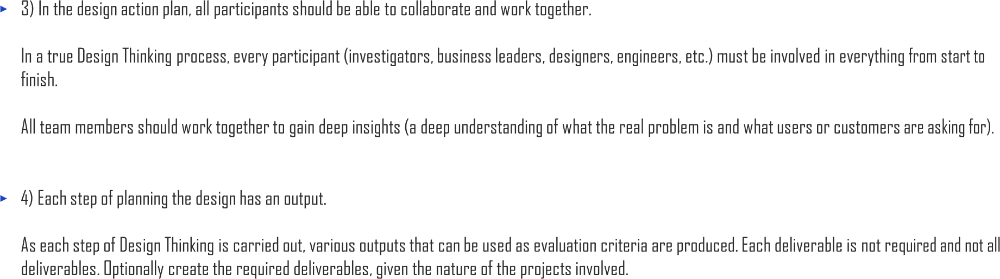 ► 3) In the design action plan, all participants should be able to collaborate and work together.
In a true Design Thinking process, every participant (investigators, business leaders, designers, engineers, etc.) must be involved in everything from start to
finish.
All team members should work together to gain deep insights (a deep understanding of what the real problem is and what users or customers are asking for).
► 4) Each step of planning the design has an output.
As each step of Design Thinking is carried out, various outputs that can be used as evaluation criteria are produced. Each deliverable is not required and not all
deliverables. Optionally create the required deliverables, given the nature of the projects involved.